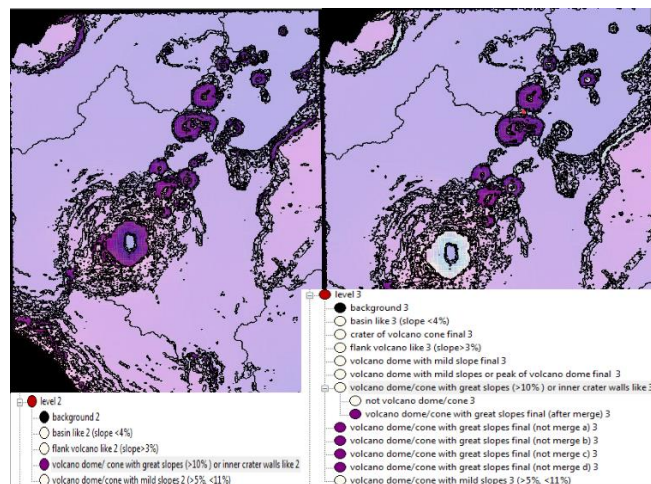 level 2
background 2
basin like 2 (slope <4%)
flank volcano like 2 (slope>3%)
volcano dome/ cone with great slopes (>10% ) or inner crater walls like 2
volcano dome/cone with mild slopes 2 (>5%, <11%)
level 3
background 3
basin like 3 (slope <4%)
crater of volcano cone final 3
flank volcano like 3 (slope>3%)
volcano dome with mild slope final 3
volcano dome with mild slopes or peak of volcano dome final 3
volcano dome/cone with great slopes (>10% ) or inner crater walls like 3
not volcano dome/cone 3
volcano dome/cone with great slopes final (after merge) 3
volcano dome/cone with great slopes final (not merge a) 3
volcano dome/cone with great slopes final (not merge b) 3
volcano dome/cone with great slopes final (not merge c) 3
volcano dome/cone with great slopes final (not merge d) 3
volcano dome/cone with mild slopes 3 (>5%, <11%)